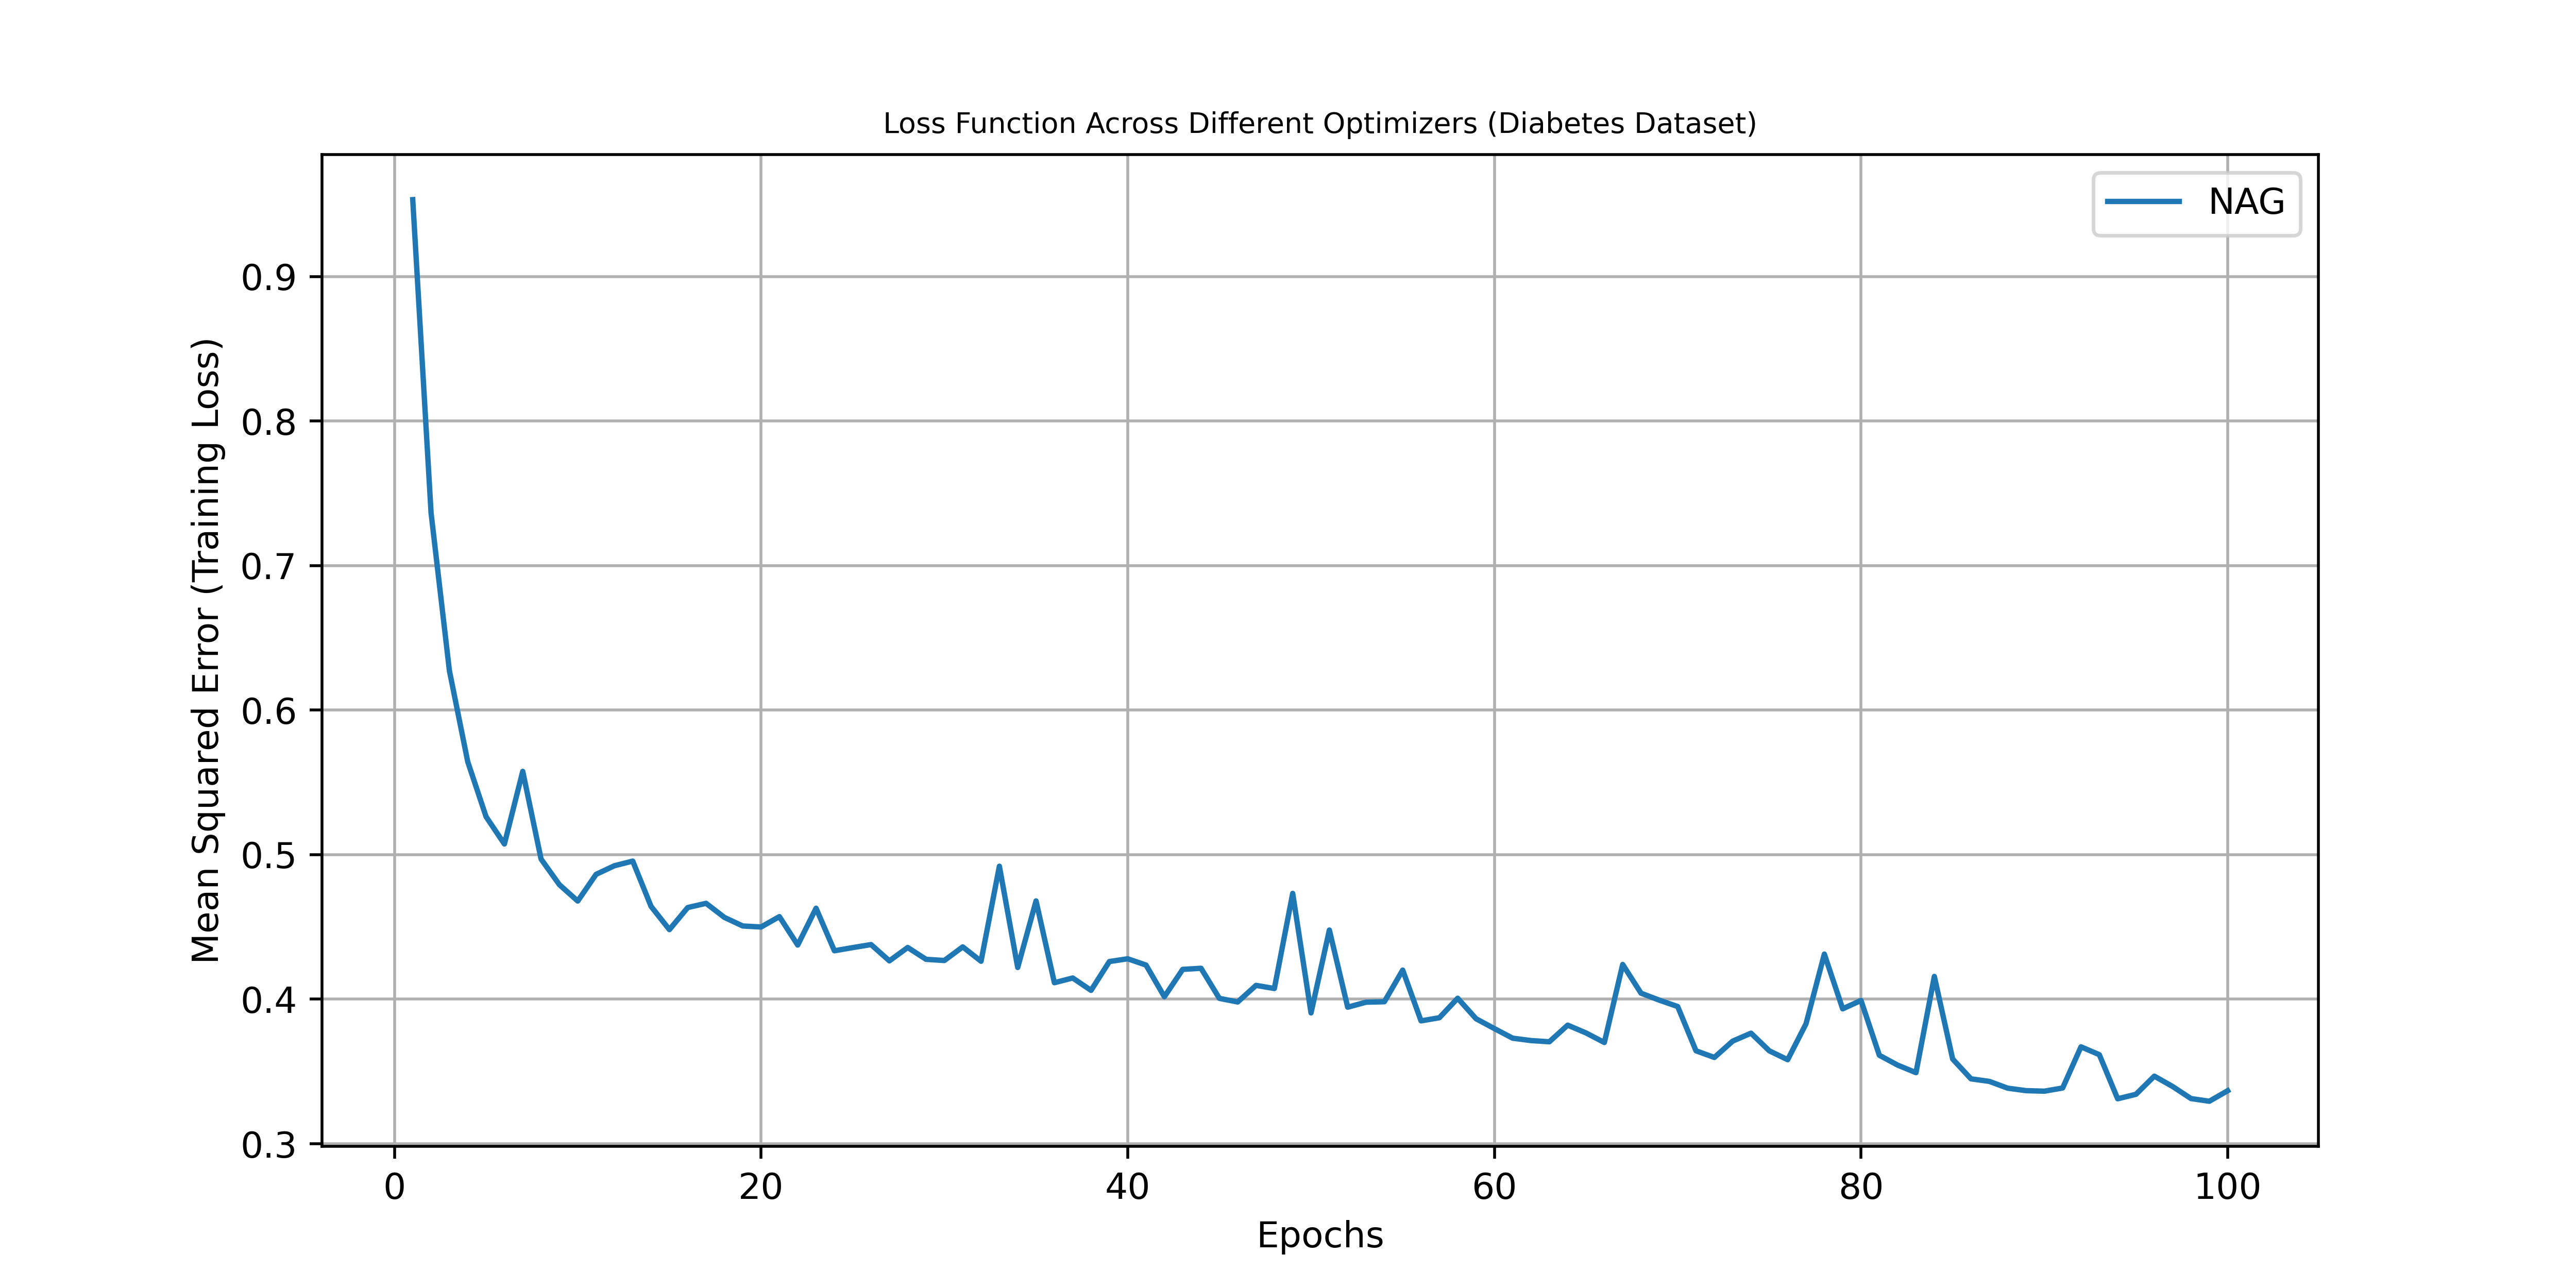 Loss Function Across Different Optimizers (Diabetes Dataset)
NAG
Mean Squared Error (Training Loss)
0.9
0.8
0.7
0.6
0.5
0.4
0.3
0 20 40 60 80 100
Epochs